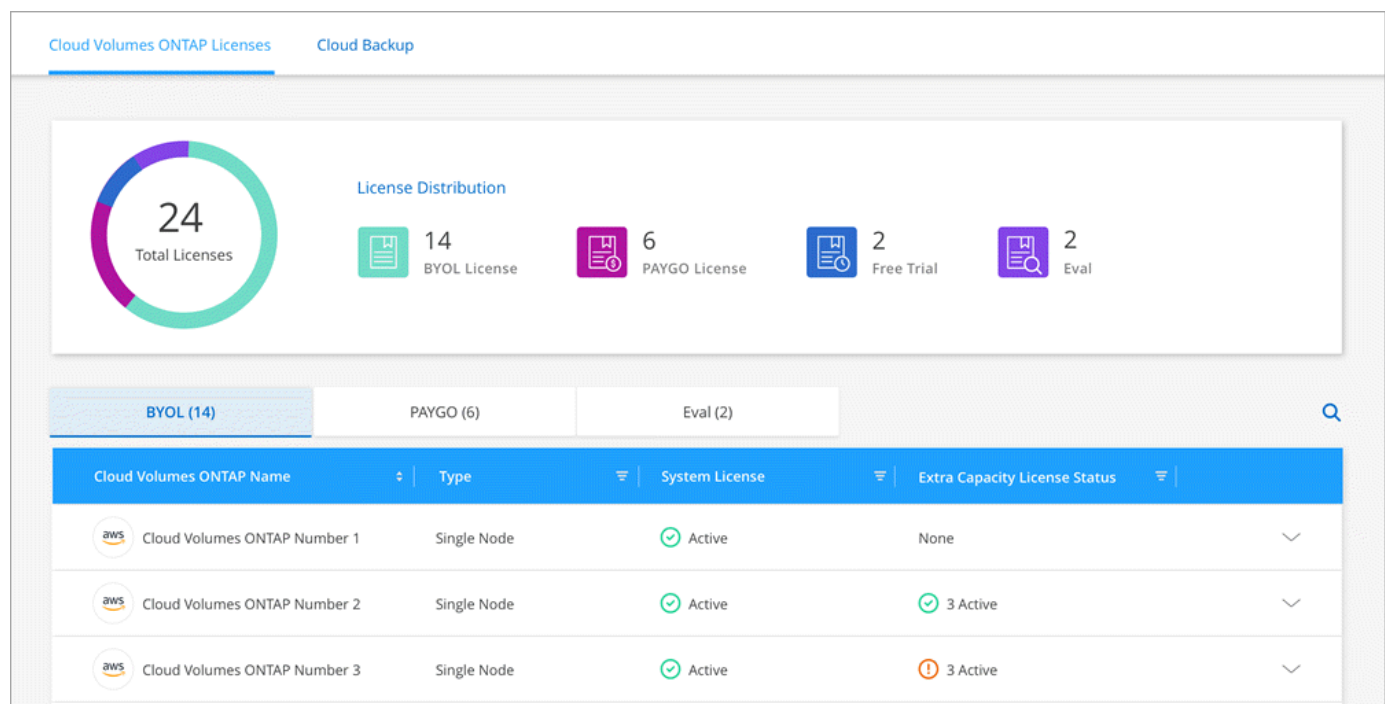 Cloud Volumes ONTAP Licenses Cloud Backup
24
Total Licenses
License Distribution
14
BYOL License
6
PAYGO License
2
Free Trial
2
Eval
BYOL (14) PAYGO (6) Eval (2)
Cloud Volumes ONTAP Name Type System License Extra Capacity License Status
aws Cloud Volumes ONTAP Number 1 Single Node Active None
aws Cloud Volumes ONTAP Number 2 Single Node Active 3 Active
aws Cloud Volumes ONTAP Number 3 Single Node Active 3 Active